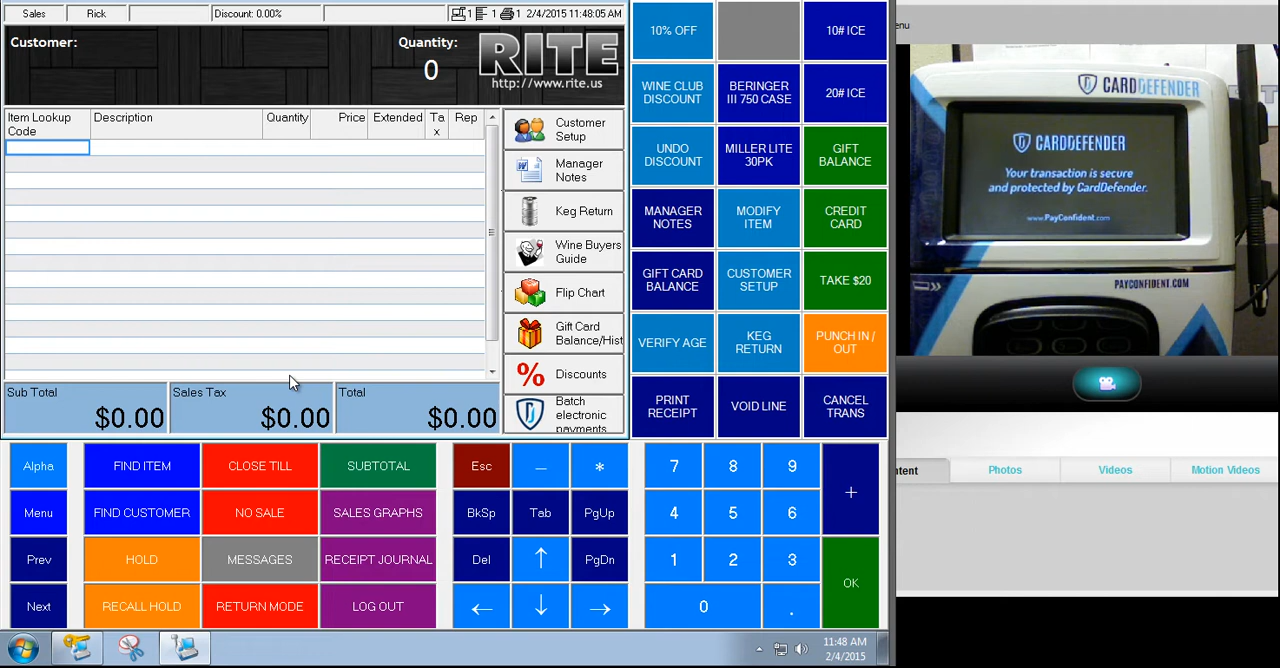 Sales Rick Discount: 0.00% 1 1 1 2/4/2015 11:48:05 AM
Customer:
Quantity:
0
RITE
http://www.rite.us
Item Lookup Code Description Quantity Price Extended Ta x Rep
Customer Setup
Manager Notes
Keg Return
Wine Buyers Guide
Flip Chart
Gift Card Balance/Hist
Discounts
Batch electronic payments
Sub Total
$0.00
Sales Tax
$0.00
Total
$0.00
10% OFF
10# ICE
WINE CLUB DISCOUNT
BERINGER III 750 CASE
20# ICE
UNDO DISCOUNT
MILLER LITE 30PK
GIFT BALANCE
MANAGER NOTES
MODIFY ITEM
CREDIT CARD
GIFT CARD BALANCE
CUSTOMER SETUP
TAKE $20
VERIFY AGE
KEG RETURN
PUNCH IN / OUT
PRINT RECEIPT
VOID LINE
CANCEL TRANS
Alpha FIND ITEM CLOSE TILL SUBTOTAL Esc _ * 7 8 9 +
Menu FIND CUSTOMER NO SALE SALES GRAPHS BkSp Tab PgUp 4 5 6
Prev HOLD MESSAGES RECEIPT JOURNAL Del ↑ PgDn 1 2 3 OK
Next RECALL HOLD RETURN MODE LOG OUT ← ↓ → 0 .
11:48 AM
2/4/2015
enu
CARDDEFENDER
CARDDEFENDER
Your transaction is secure
and protected by CardDefender.
www.PayConfident.com
PAYCONFIDENT.COM
ntent Photos Videos Motion Videos